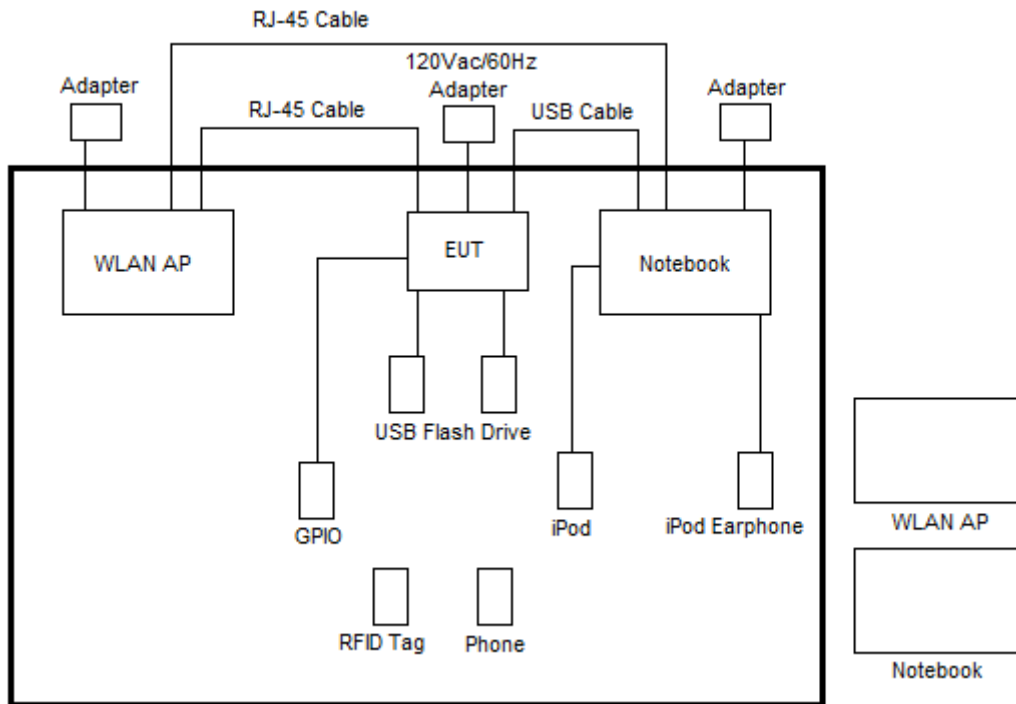 RJ-45 Cable
120Vac/60Hz
Adapter
Adapter
Adapter
RJ-45 Cable
USB Cable
WLAN AP
EUT
Notebook
USB Flash Drive
GPIO
iPod
iPod Earphone
WLAN AP
RFID Tag
Phone
Notebook